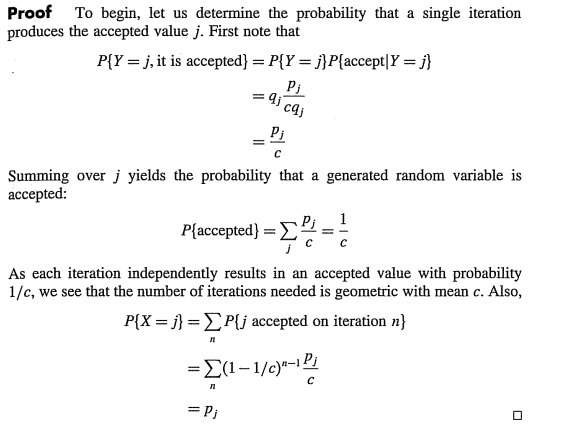 Proof To begin, let us determine the probability that a single iteration
produces the accepted value j. First note that
P{Y = j, it is accepted} = P{Y = j}P{accept|Y = j}
= q_j \frac{p_j}{cq_j}
= \frac{p_j}{c}
Summing over j yields the probability that a generated random variable is
accepted:
P{accepted} = \sum_j \frac{p_j}{c} = \frac{1}{c}
As each iteration independently results in an accepted value with probability
1/c, we see that the number of iterations needed is geometric with mean c. Also,
P{X = j} = \sum_n P{j accepted on iteration n}
= \sum_n (1 − 1/c)^{n−1} \frac{p_j}{c}
= p_j
□